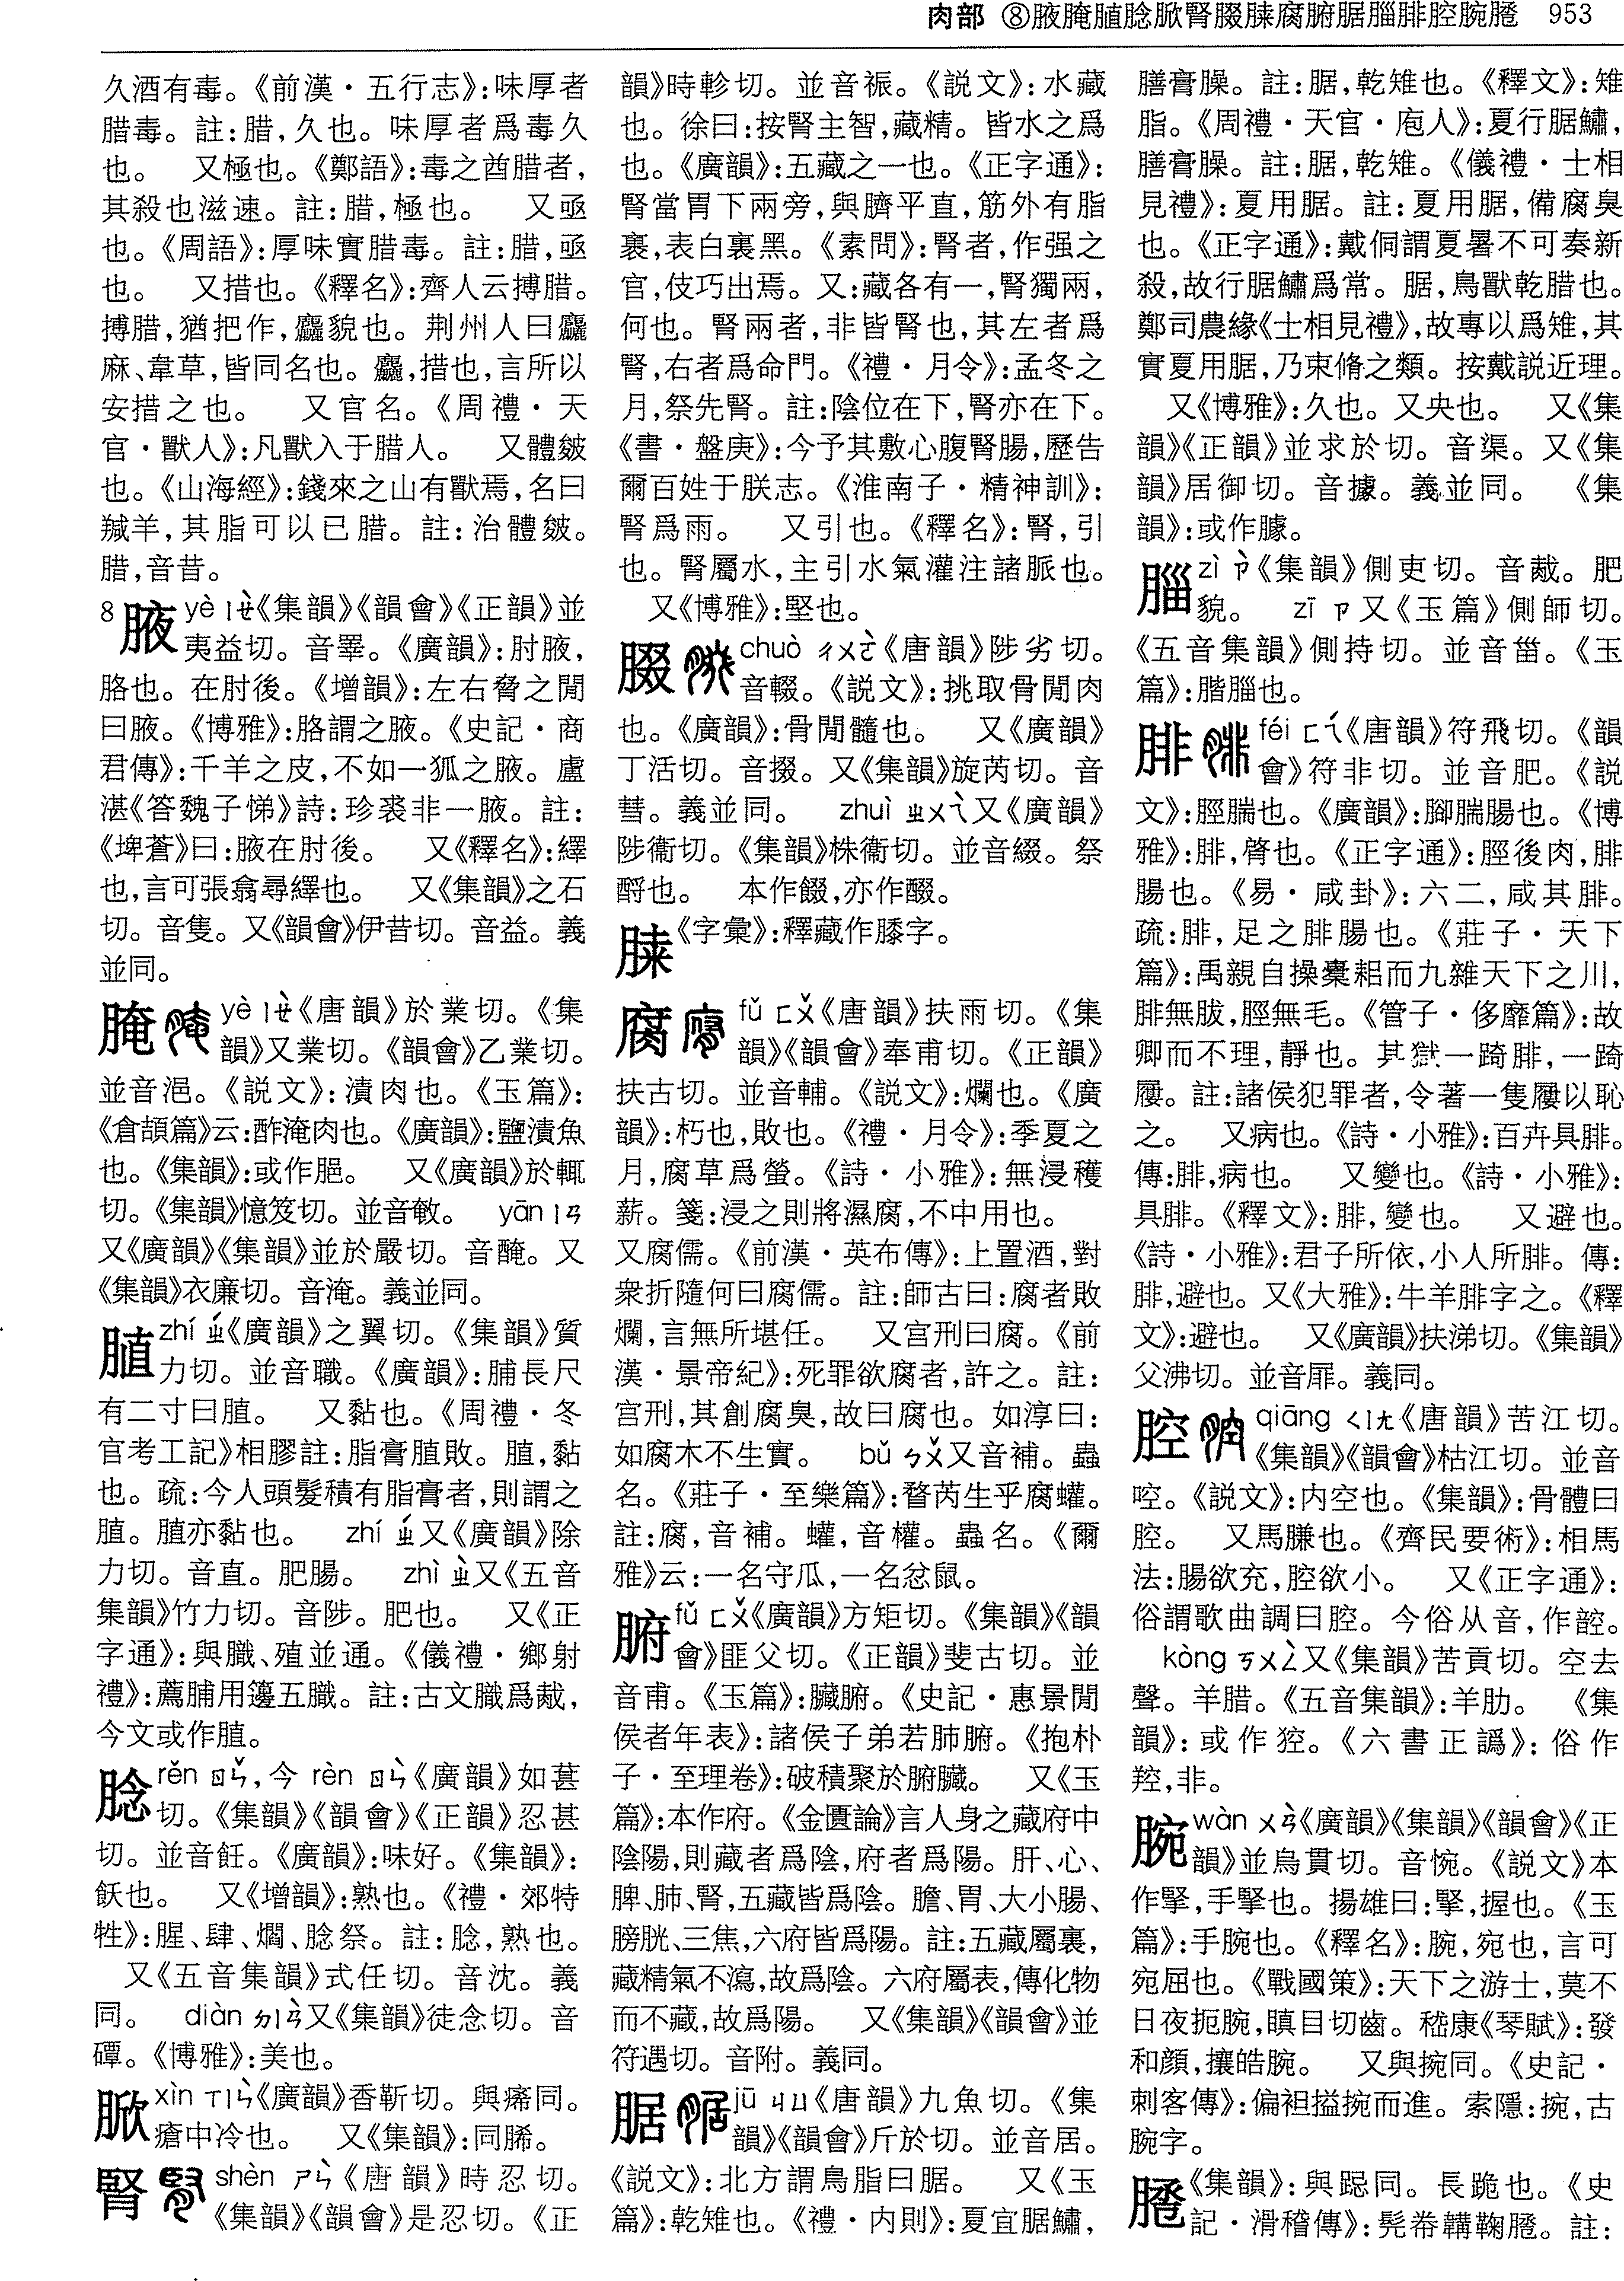 肉部 ⑧腋腌膱腍脄腎腏腖腐腑腒腦腓腔腕膯 953
久酒有毒。《前漢·五行志》:味厚者
腊毒。註:腊,久也。味厚者爲毒久
也。 又極也。《鄭語》:毒之酋腊者,
其殺也滋速。註:腊,極也。 又亟
也。《周語》:厚味實腊毒。註:腊,亟
也。 又措也。《釋名》:齊人云搏腊。
搏腊,猶把作,麤貌也。荆州人曰麤
麻、韋草,皆同名也。麤,措也,言所以
安措之也。 又官名。《周禮·天
官·獸人》:凡獸入于腊人。 又體皴
也。《山海經》:錢來之山有獸焉,名曰
羬羊,其脂可以已腊。註:治體皴。
腊,音昔。
8 腋 yè ㄧㄝˋ《集韻》《韻會》《正韻》並
夷益切。音睪。《廣韻》:肘腋,
胳也。在肘後。《增韻》:左右脅之閒
曰腋。《博雅》:胳謂之腋。《史記·商
君傳》:千羊之皮,不如一狐之腋。盧
湛《答魏子悌》詩:珍裘非一腋。註:
《埤蒼》曰:腋在肘後。 又《釋名》:繹
也,言可張翕尋繹也。 又《集韻》之石
切。音隻。又《韻會》伊昔切。音益。義
並同。
腌 yè ㄧㄝˋ《唐韻》於業切。《集
韻》又業切。《韻會》乙業切。
並音浥。《説文》:漬肉也。《玉篇》:
《倉頡篇》云:酢淹肉也。《廣韻》:鹽漬魚
也。《集韻》:或作脃。 又《廣韻》於輒
切。《集韻》憶笈切。並音敵。 yān ㄧㄢ
又《廣韻》《集韻》並於嚴切。音醃。又
《集韻》衣廉切。音淹。義並同。
脜 zhí ㄓˊ《廣韻》之翼切。《集韻》質
力切。並音職。《廣韻》:脯長尺
有二寸曰脜。 又黏也。《周禮·冬
官考工記》相膠註:脂膏脜敗。脜,黏
也。疏:今人頭髮積有脂膏者,則謂之
脜。脜亦黏也。 zhí ㄓˊ又《廣韻》除
力切。音直。肥腸。 zhì ㄓˋ又《五音
集韻》竹力切。音陟。肥也。 又《正
字通》:與膱、殖並通。《儀禮·鄉射
禮》:薦脯用籩五膱。註:古文膱爲胾,
今文或作脜。
腍 rěn ㄖㄣˇ,今 rèn ㄖㄣˋ《廣韻》如甚
切。《集韻》《韻會》《正韻》忍甚
切。並音飪。《廣韻》:味好。《集韻》:
飫也。 又《增韻》:熟也。《禮·郊特
牲》:腥、肆、爓、腍祭。註:腍,熟也。
又《五音集韻》式任切。音沈。義
同。 diàn ㄉㄧㄢˋ又《集韻》徒念切。音
磹。《博雅》:美也。
脪 xìn ㄒㄧㄣˋ《廣韻》香靳切。與痛同。
瘡中冷也。 又《集韻》:同脪。
腎 shèn ㄕㄣˋ《唐韻》時忍切。
《集韻》《韻會》是忍切。《正
韻》時軫切。並音裖。《説文》:水藏
也。徐曰:按腎主智,藏精。皆水之爲
也。《廣韻》:五藏之一也。《正字通》:
腎當胃下兩旁,與臍平直,筋外有脂
裹,表白裏黑。《素問》:腎者,作强之
官,伎巧出焉。又:藏各有一,腎獨兩,
何也。腎兩者,非皆腎也,其左者爲
腎,右者爲命門。《禮·月令》:孟冬之
月,祭先腎。註:陰位在下,腎亦在下。
《書·盤庚》:今予其敷心腹腎腸,歷告
爾百姓于朕志。《淮南子·精神訓》:
腎爲雨。 又引也。《釋名》:腎,引
也。腎屬水,主引水氣灌注諸脈也。
又《博雅》:堅也。
腏 chuò ㄔㄨㄛˋ《唐韻》陟劣切。
音輟。《説文》:挑取骨閒肉
也。《廣韻》:骨閒髓也。 又《廣韻》
丁活切。音掇。又《集韻》旋芮切。音
彗。義並同。 zhuì ㄓㄨㄟˋ又《廣韻》
陟衞切。《集韻》株衞切。並音綴。祭
酹也。 本作餟,亦作醊。
《字彙》:釋藏作膝字。
腐 fǔ ㄈㄨˇ《唐韻》扶雨切。《集
韻》《韻會》奉甫切。《正韻》
扶古切。並音輔。《説文》:爛也。《廣
韻》:朽也,敗也。《禮·月令》:季夏之
月,腐草爲螢。《詩·小雅》:無浸穫
薪。箋:浸之則將濕腐,不中用也。
又腐儒。《前漢·英布傳》:上置酒,對
衆折隨何曰腐儒。註:師古曰:腐者敗
爛,言無所堪任。 又宫刑曰腐。《前
漢·景帝紀》:死罪欲腐者,許之。註:
宫刑,其創腐臭,故曰腐也。如淳曰:
如腐木不生實。 bǔ ㄅㄨˇ又音補。蟲
名。《莊子·至樂篇》:瞀芮生乎腐蠸。
註:腐,音補。蠸,音權。蟲名。《爾
雅》云:一名守瓜,一名忿鼠。
腑 fǔ ㄈㄨˇ《廣韻》方矩切。《集韻》《韻
會》匪父切。《正韻》斐古切。並
音甫。《玉篇》:臟腑。《史記·惠景閒
侯者年表》:諸侯子弟若肺腑。《抱朴
子·至理卷》:破積聚於腑臟。 又《玉
篇》:本作府。《金匱論》言人身之藏府中
陰陽,則藏者爲陰,府者爲陽。肝、心、
脾、肺、腎,五藏皆爲陰。膽、胃、大小腸、
膀胱、三焦,六府皆爲陽。註:五藏屬裏,
藏精氣不瀉,故爲陰。六府屬表,傳化物
而不藏,故爲陽。 又《集韻》《韻會》並
符遇切。音附。義同。
腒 jū ㄐㄩ《唐韻》九魚切。《集
韻》《韻會》斤於切。並音居。
《説文》:北方謂鳥脂曰腒。 又《玉
篇》:乾雉也。《禮·内則》:夏宜腒鱐,
膳膏臊。註:腒,乾雉也。《釋文》:雉
脂。《周禮·天官·庖人》:夏行腒鱐,
膳膏臊。註:腒,乾雉。《儀禮·士相
見禮》:夏用腒。註:夏用腒,備腐臭
也。《正字通》:戴侗謂夏暑不可奏新
殺,故行腒鱐爲常。腒,鳥獸乾腊也。
鄭司農緣《士相見禮》,故專以爲雉,其
實夏用腒,乃束脩之類。按戴説近理。
又《博雅》:久也。又央也。 又《集
韻》《正韻》並求於切。音渠。又《集
韻》居御切。音據。義並同。 《集
韻》:或作臄。
zì ㄗˋ《集韻》側吏切。音胾。肥
貌。 zī ㄗ又《玉篇》側師切。
《五音集韻》側持切。並音甾。《玉
腓 féi ㄈㄟˊ《唐韻》符飛切。《韻
會》符非切。並音肥。《説
文》:脛腨也。《廣韻》:腳腨腸也。《博
雅》:腓,䏿也。《正字通》:脛後肉,腓
腸也。《易·咸卦》:六二,咸其腓。
疏:腓,足之腓腸也。《莊子·天下
篇》:禹親自操橐耜而九雜天下之川,
腓無胈,脛無毛。《管子·侈靡篇》:故
卿而不理,靜也。其獄一踦腓,一踦
屨。註:諸侯犯罪者,令著一隻屨以恥
之。 又病也。《詩·小雅》:百卉具腓。
傳:腓,病也。 又變也。《詩·小雅》:
具腓。《釋文》:腓,變也。 又避也。
《詩·小雅》:君子所依,小人所腓。傳:
腓,避也。又《大雅》:牛羊腓字之。《釋
文》:避也。 又《廣韻》扶涕切。《集韻》
父沸切。並音厞。義同。
腔 qiāng ㄑㄧㄤ《唐韻》苦江切。
《集韻》《韻會》枯江切。並音
啌。《説文》:内空也。《集韻》:骨體曰
腔。 又馬膁也。《齊民要術》:相馬
法:腸欲充,腔欲小。 又《正字通》:
俗謂歌曲調曰腔。今俗从音,作䪫。
kòng ㄎㄨㄥˋ又《集韻》苦貢切。空去
聲。羊腊。《五音集韻》:羊肋。 《集
韻》:或作䍔。《六書正譌》:俗作
羫,非。
腕 wàn ㄨㄢˋ《廣韻》《集韻》《韻會》《正
韻》並烏貫切。音惋。《説文》本
作掔,手掔也。揚雄曰:掔,握也。《玉
篇》:手腕也。《釋名》:腕,宛也,言可
宛屈也。《戰國策》:天下之游士,莫不
日夜扼腕,瞋目切齒。嵇康《琴賦》:發
和顔,攘皓腕。 又與捥同。《史記·
刺客傳》:偏袒搤捥而進。索隱:捥,古
腕字。
《集韻》:與跽同。長跪也。《史
記·滑稽傳》:髡帣韝鞠䠆。註: